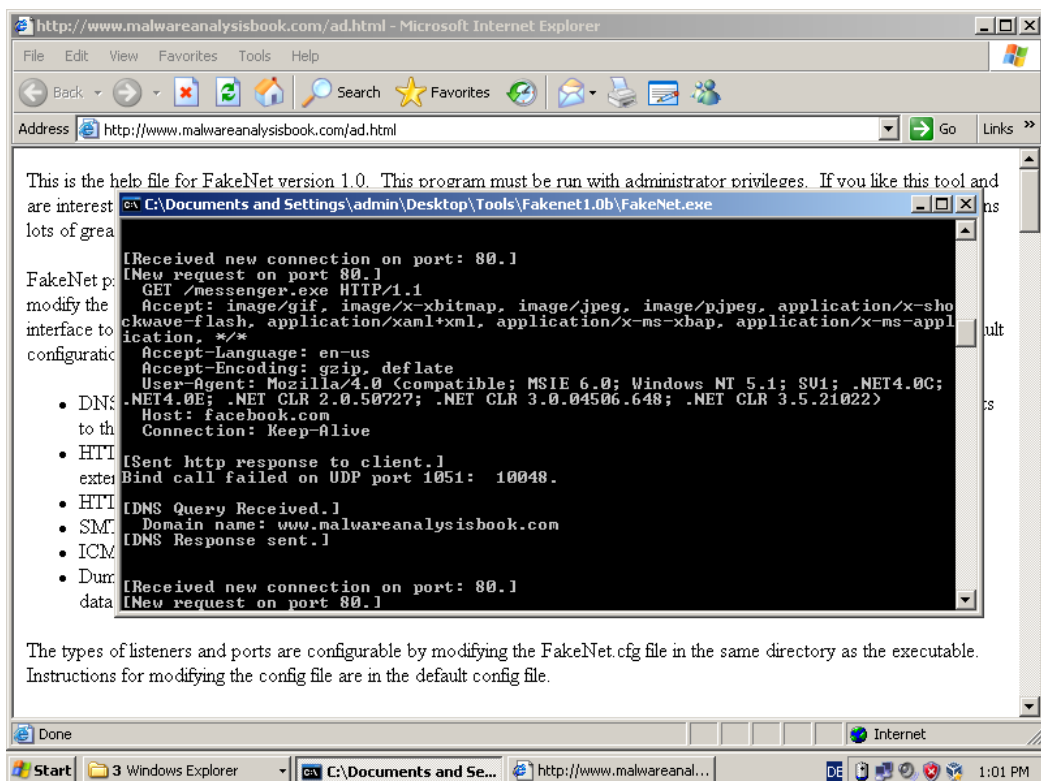 http://www.malwareanalysisbook.com/ad.html - Microsoft Internet Explorer
File Edit View Favorites Tools Help
Back Search Favorites
Address http://www.malwareanalysisbook.com/ad.html Go Links »
This is the help file for FakeNet version 1.0. This program must be run with administrator privileges. If you like this tool and
are interest
lots of grea
FakeNet p
modify the
interface to ult
configuratio
• DNS
to th
• HTT
exter
• HTT
• SMT
• ICM
• Dum
data
C:\Documents and Settings\admin\Desktop\Tools\Fakenet1.0b\FakeNet.exe
[Received new connection on port: 80.]
[New request on port 80.]
GET /messenger.exe HTTP/1.1
Accept: image/gif, image/x-xbitmap, image/jpeg, image/pjpeg, application/x-sho
ckwave-flash, application/xaml+xml, application/x-ms-xbap, application/x-ms-appl
ication, */*
Accept-Language: en-us
Accept-Encoding: gzip, deflate
User-Agent: Mozilla/4.0 (compatible; MSIE 6.0; Windows NT 5.1; SV1; .NET4.0C;
.NET4.0E; .NET CLR 2.0.50727; .NET CLR 3.0.04506.648; .NET CLR 3.5.21022)
Host: facebook.com
Connection: Keep-Alive
[Sent http response to client.]
Bind call failed on UDP port 1051:  10048.
[DNS Query Received.]
Domain name: www.malwareanalysisbook.com
[DNS Response sent.]
[Received new connection on port: 80.]
[New request on port 80.]
The types of listeners and ports are configurable by modifying the FakeNet.cfg file in the same directory as the executable.
Instructions for modifying the config file are in the default config file.
Done Internet
Start 3 Windows Explorer C:\Documents and Se... http://www.malwareanal... DE 1:01 PM